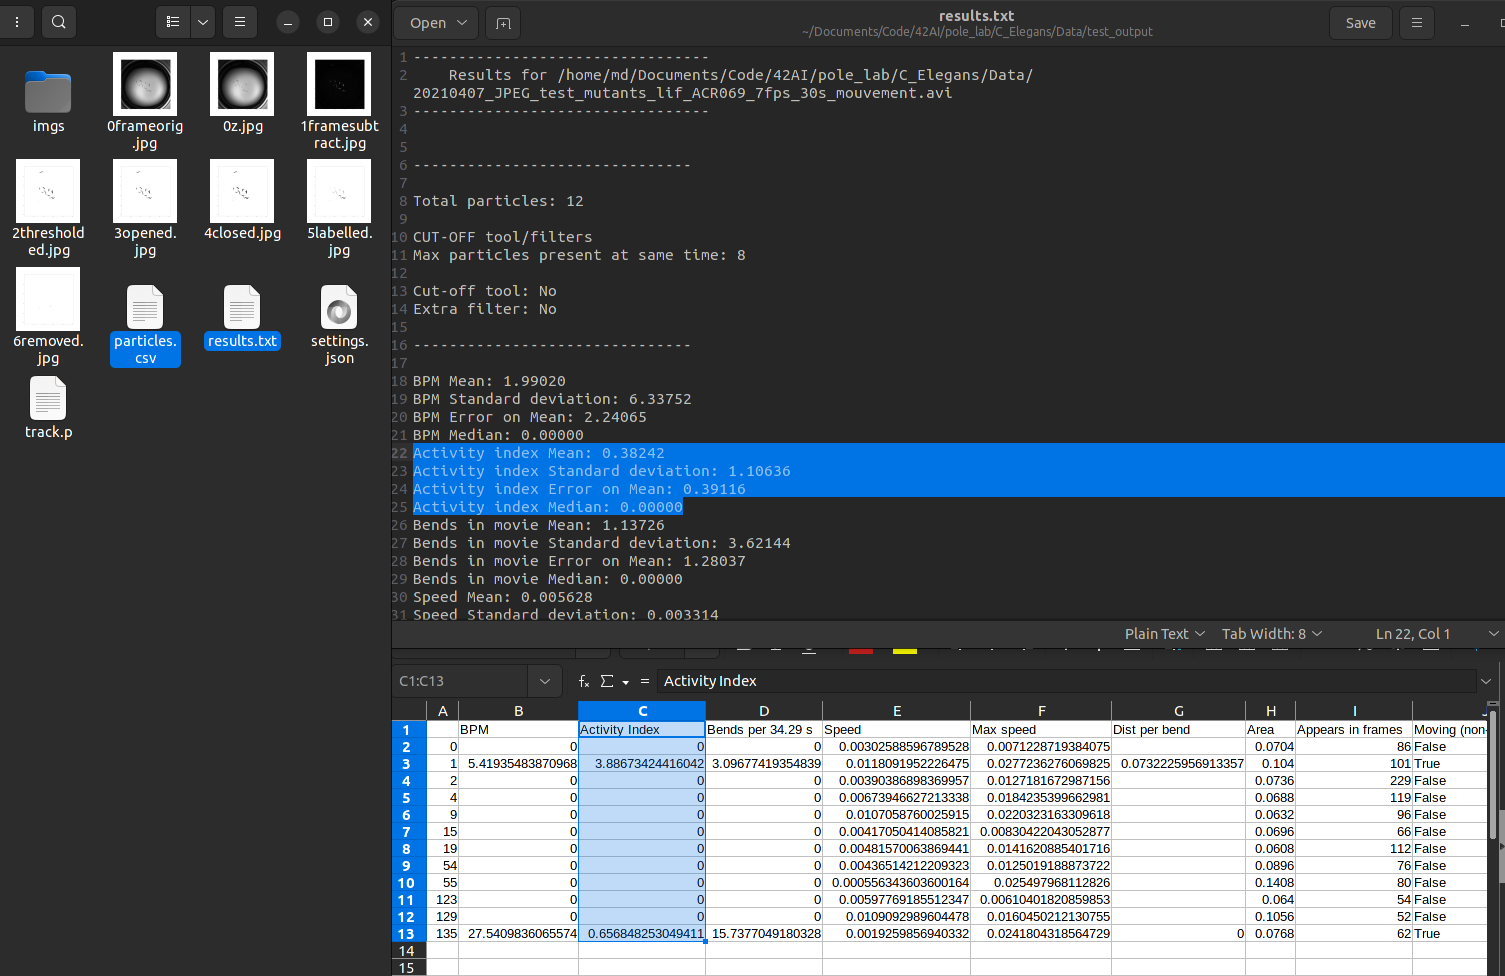 imgs
0frameorig
.jpg
0z.jpg
1framesubt
ract.jpg
2threshold
ed.jpg
3opened.
jpg
4closed.jpg
5labelled.
jpg
6removed.
jpg
particles.
csv
results.txt
settings.
json
track.p
Open
results.txt
~/Documents/Code/42AI/pole_lab/C_Elegans/Data/test_output
Save
1 ---------------------------------
2     Results for /home/md/Documents/Code/42AI/pole_lab/C_Elegans/Data/
20210407_JPEG_test_mutants_lif_ACR069_7fps_30s_mouvement.avi
3 ---------------------------------
4
5
6 -------------------------------
7
8 Total particles: 12
9
10 CUT-OFF tool/filters
11 Max particles present at same time: 8
12
13 Cut-off tool: No
14 Extra filter: No
15
16 -------------------------------
17
18 BPM Mean: 1.99020
19 BPM Standard deviation: 6.33752
20 BPM Error on Mean: 2.24065
21 BPM Median: 0.00000
22 Activity index Mean: 0.38242
23 Activity index Standard deviation: 1.10636
24 Activity index Error on Mean: 0.39116
25 Activity index Median: 0.00000
26 Bends in movie Mean: 1.13726
27 Bends in movie Standard deviation: 3.62144
28 Bends in movie Error on Mean: 1.28037
29 Bends in movie Median: 0.00000
30 Speed Mean: 0.005628
31 Speed Standard deviation: 0.003314
Plain Text Tab Width: 8 Ln 22, Col 1
C1:C13 fx Σ = Activity Index
A B C D E F G H I
1 BPM Activity Index Bends per 34.29 s Speed Max speed Dist per bend Area Appears in frames Moving (non-
2 0 0 0 0 0.00302588596789528 0.0071228719384075 0.0704 86 False
3 1 5.41935483870968 3.88673424416042 3.09677419354839 0.0118091952226475 0.0277236276069825 0.0732225956913357 0.104 101 True
4 2 0 0 0 0.00390386898369957 0.0127181672987156 0.0736 229 False
5 4 0 0 0 0.00673946627213338 0.0184235399662981 0.0688 119 False
6 9 0 0 0 0.0107058760025915 0.0220323163309618 0.0632 96 False
7 15 0 0 0 0.00417050414085821 0.00830422043052877 0.0696 66 False
8 19 0 0 0 0.00481570063869441 0.0141620885401716 0.0608 112 False
9 54 0 0 0 0.00436514212209323 0.0125019188873722 0.0896 76 False
10 55 0 0 0 0.000556343603600164 0.025497968112826 0.1408 80 False
11 123 0 0 0 0.00597769185512347 0.00610401820859853 0.064 54 False
12 129 0 0 0 0.0109092989604478 0.0160450212130755 0.1056 52 False
13 135 27.5409836065574 0.656848253049411 15.7377049180328 0.0019259856940332 0.0241804318564729 0 0.0768 62 True
14
15